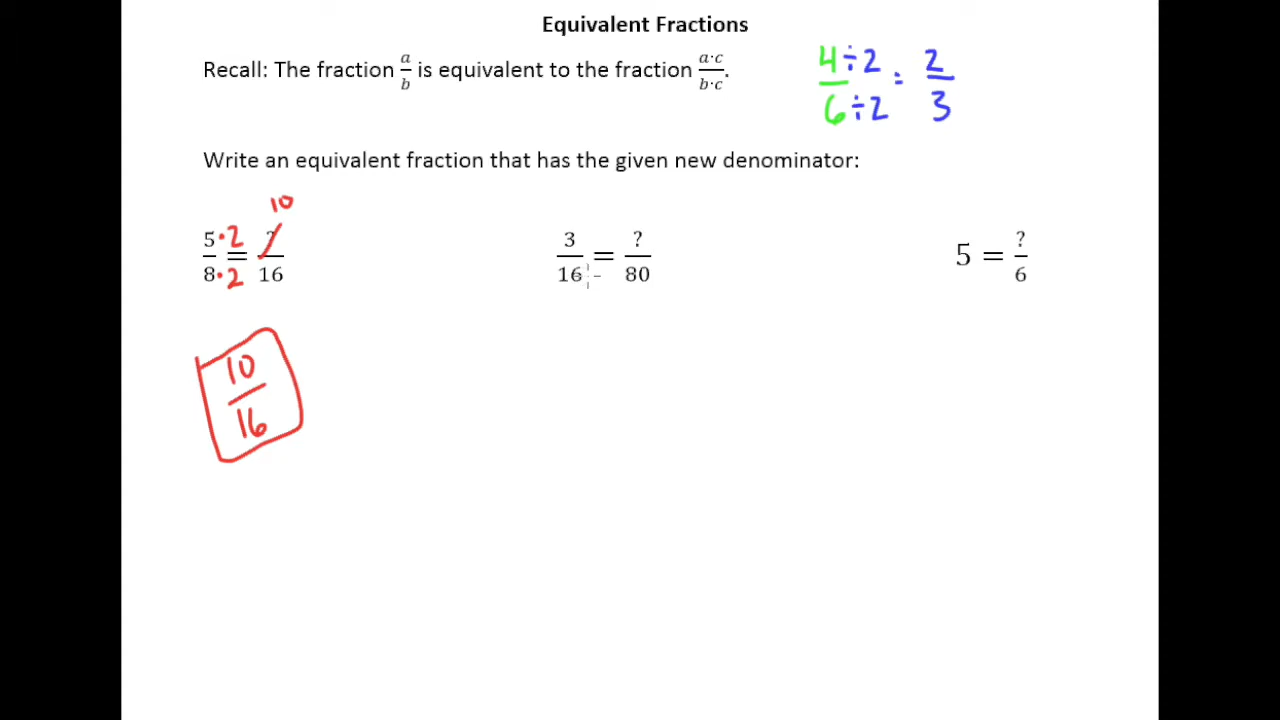 Equivalent Fractions
Recall: The fraction a/b is equivalent to the fraction a·c/b·c.
4÷2/6÷2 = 2/3
Write an equivalent fraction that has the given new denominator:
10
5·2/8·2 = ?/16
3/16 = ?/80
5 = ?/6
10/16